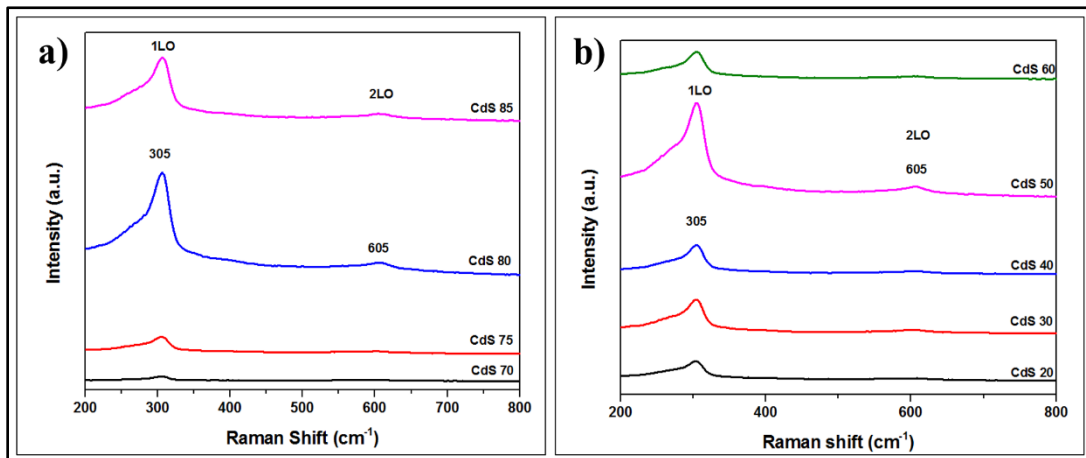 a)
1LO
2LO
CdS 85
305
605
CdS 80
CdS 75
CdS 70
200 300 400 500 600 700 800
Raman Shift (cm⁻¹)
Intensity (a.u.)
b)
CdS 60
1LO
2LO
605
CdS 50
305
CdS 40
CdS 30
CdS 20
200 400 600 800
Raman shift (cm⁻¹)
Intensity (a.u.)